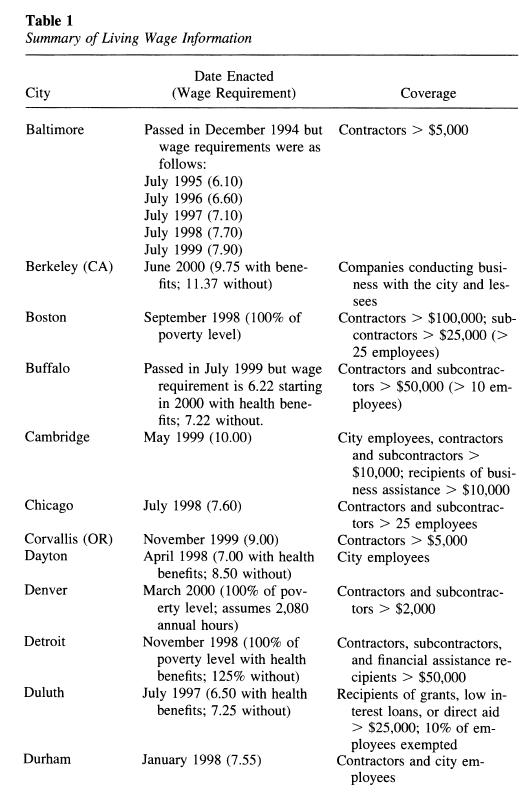 Table 1
Summary of Living Wage Information
Date Enacted
City (Wage Requirement) Coverage
Baltimore Passed in December 1994 but Contractors > $5,000
wage requirements were as
follows:
July 1995 (6.10)
July 1996 (6.60)
July 1997 (7.10)
July 1998 (7.70)
July 1999 (7.90)
Berkeley (CA) June 2000 (9.75 with bene- Companies conducting busi-
fits; 11.37 without) ness with the city and les-
sees
Boston September 1998 (100% of Contractors > $100,000; sub-
poverty level) contractors > $25,000 (>
25 employees)
Buffalo Passed in July 1999 but wage Contractors and subcontrac-
requirement is 6.22 starting tors > $50,000 (> 10 em-
in 2000 with health bene- ployees)
fits; 7.22 without.
Cambridge May 1999 (10.00) City employees, contractors
and subcontractors >
$10,000; recipients of busi-
ness assistance > $10,000
Chicago July 1998 (7.60) Contractors and subcontrac-
tors > 25 employees
Corvallis (OR) November 1999 (9.00) Contractors > $5,000
Dayton April 1998 (7.00 with health City employees
benefits; 8.50 without)
Denver March 2000 (100% of pov- Contractors and subcontrac-
erty level; assumes 2,080 tors > $2,000
annual hours)
Detroit November 1998 (100% of Contractors, subcontractors,
poverty level with health and financial assistance re-
benefits; 125% without) cipients > $50,000
Duluth July 1997 (6.50 with health Recipients of grants, low in-
benefits; 7.25 without) terest loans, or direct aid
> $25,000; 10% of em-
ployees exempted
Durham January 1998 (7.55) Contractors and city em-
ployees